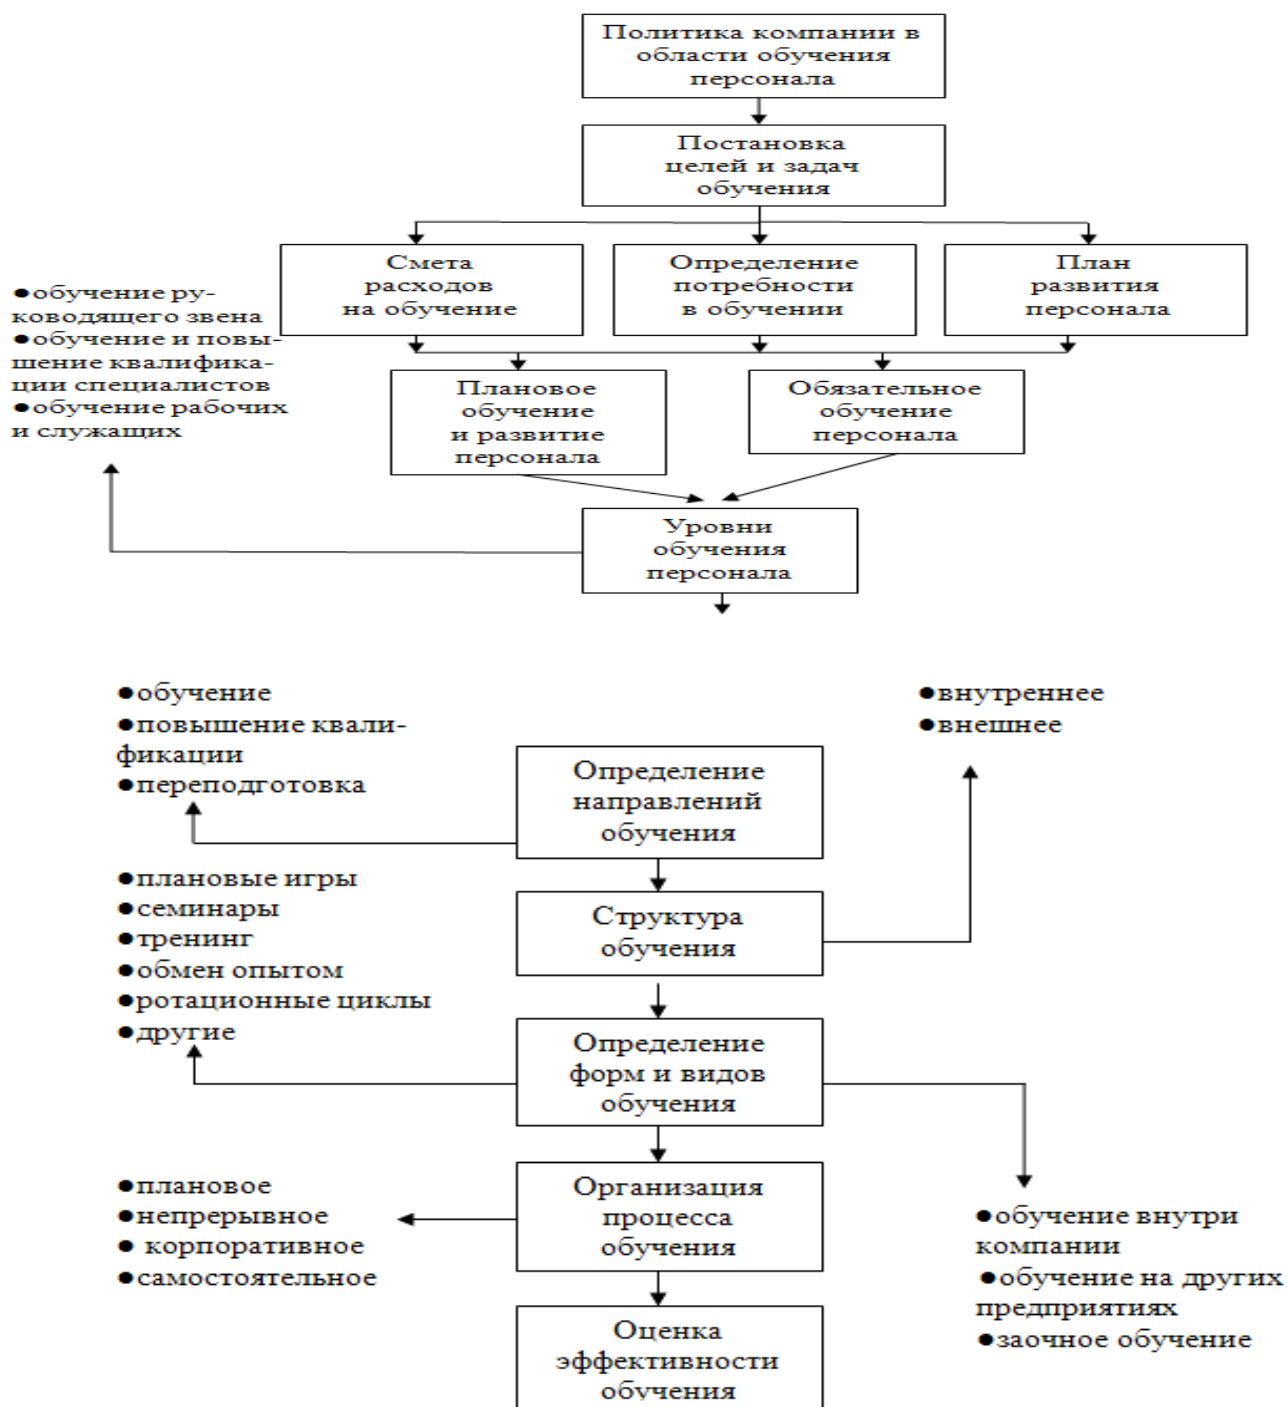 Политика компании в
области обучения
персонала
Постановка
целей и задач
обучения
Смета
расходов
на обучение
Определение
потребности
в обучении
План
развития
персонала
●обучение ру-
ководящего звена
●обучение и повы-
шение квалифика-
ции специалистов
●обучение рабочих
и служащих
Плановое
обучение
и развитие
персонала
Обязательное
обучение
персонала
Уровни
обучения
персонала
●обучение
●повышение квали-
фикации
●переподготовка
●внутреннее
●внешнее
Определение
направлений
обучения
●плановые игры
●семинары
●тренинг
●обмен опытом
●ротационные циклы
●другие
Структура
обучения
Определение
форм и видов
обучения
●плановое
●непрерывное
● корпоративное
●самостоятельное
Организация
процесса
обучения
●обучение внутри
компании
●обучение на других
предприятиях
●заочное обучение
Оценка
эффективности
обучения